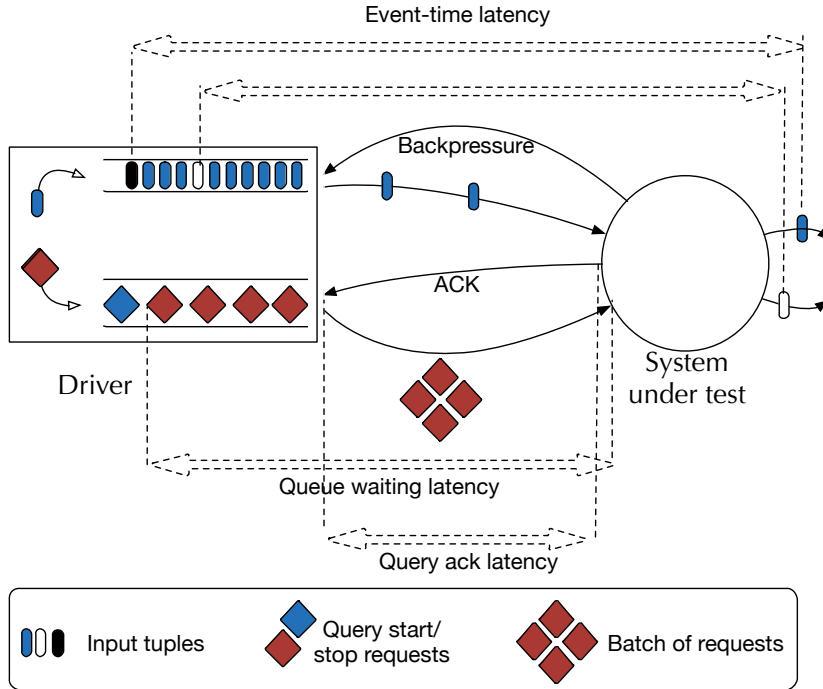 Event-time latency
Backpressure
ACK
Driver
System
under test
Queue waiting latency
Query ack latency
Input tuples
Query start/
stop requests
Batch of requests